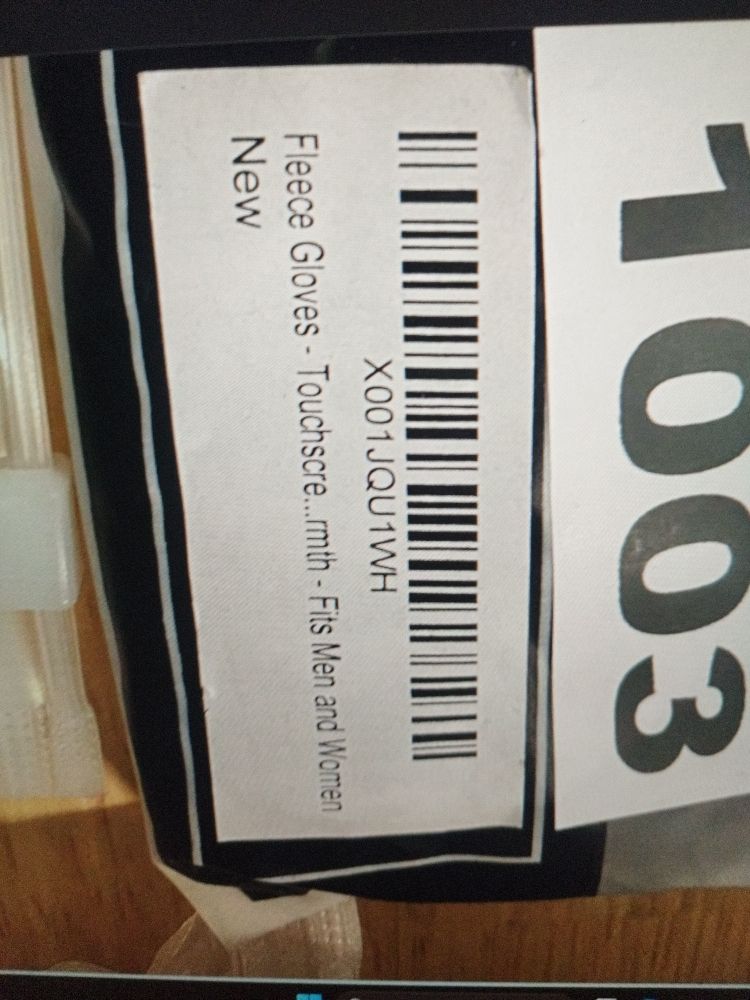 1003
X001JQU1WH
Fleece Gloves - Touchscre...rmth - Fits Men and Women
New